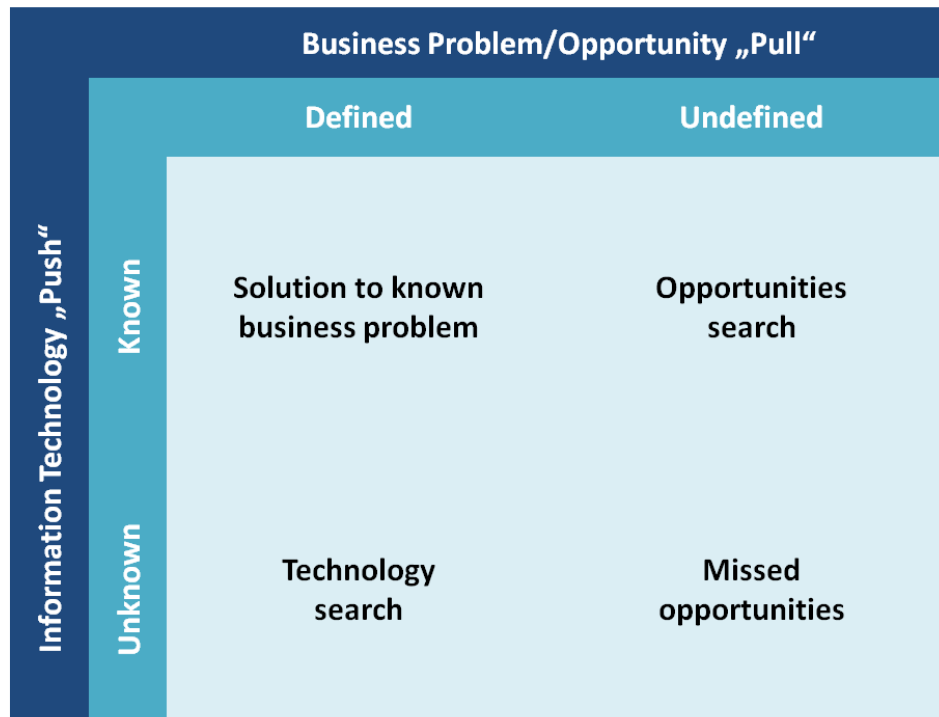 Business Problem/Opportunity „Pull“
Defined
Undefined
Information Technology „Push“
Known
Solution to known
business problem
Opportunities
search
Unknown
Technology
search
Missed
opportunities